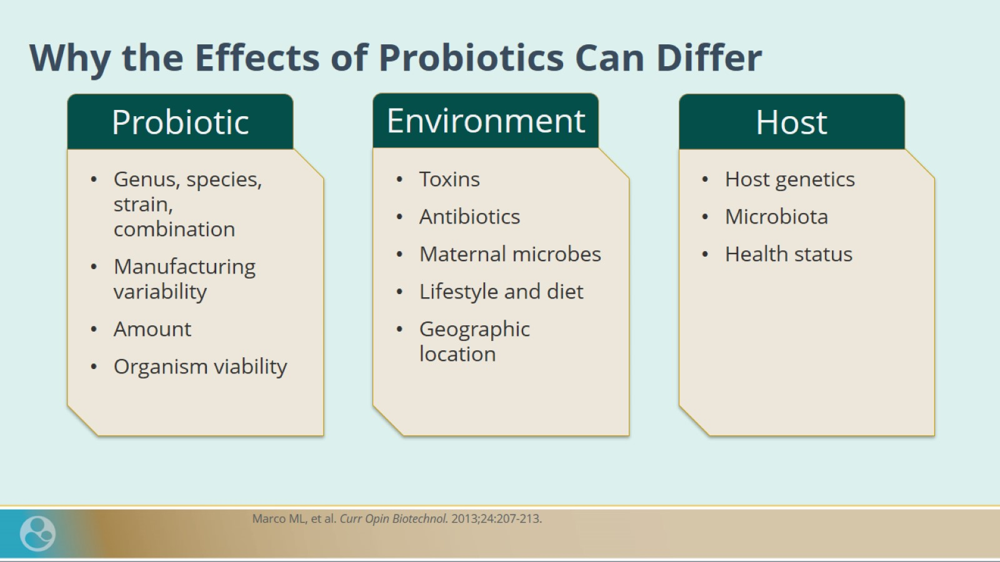 Why the Effects of Probiotics Can Differ
Probiotic
• Genus, species,
strain,
combination
• Manufacturing
variability
• Amount
• Organism viability
Environment
• Toxins
• Antibiotics
• Maternal microbes
• Lifestyle and diet
• Geographic
location
Host
• Host genetics
• Microbiota
• Health status
Marco ML, et al. Curr Opin Biotechnol. 2013;24:207-213.